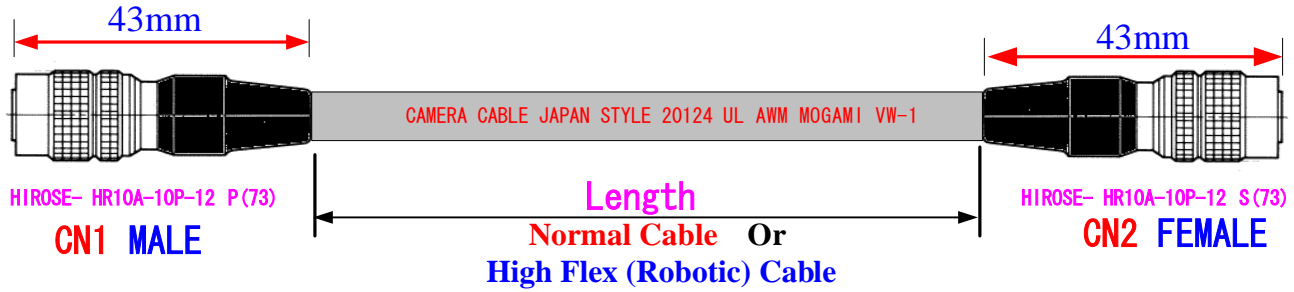 43mm
43mm
CAMERA CABLE JAPAN STYLE 20124 UL AWM MOGAMI VW-1
HIROSE- HR10A-10P-12 P(73)
Length
HIROSE- HR10A-10P-12 S(73)
CN1 MALE
Normal Cable Or
CN2 FEMALE
High Flex (Robotic) Cable